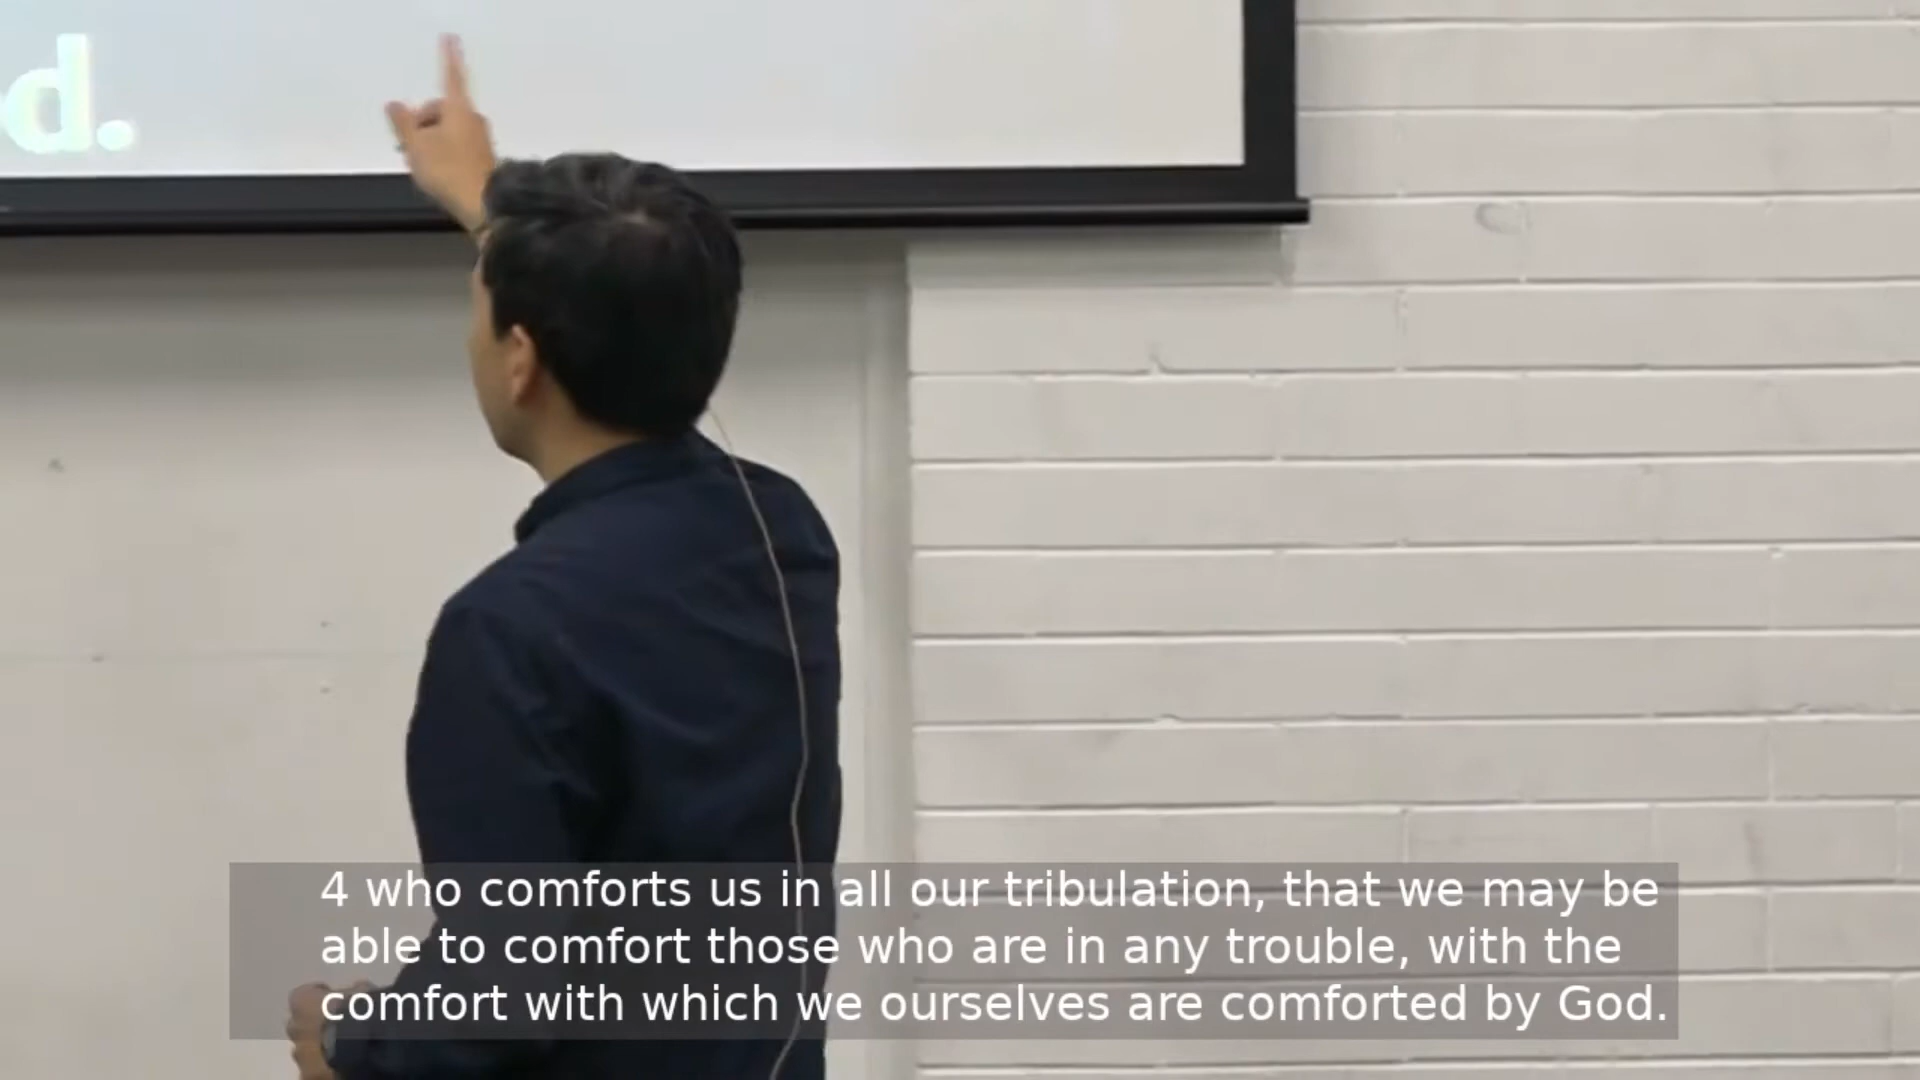 d.
4 who comforts us in all our tribulation, that we may be
able to comfort those who are in any trouble, with the
comfort with which we ourselves are comforted by God.